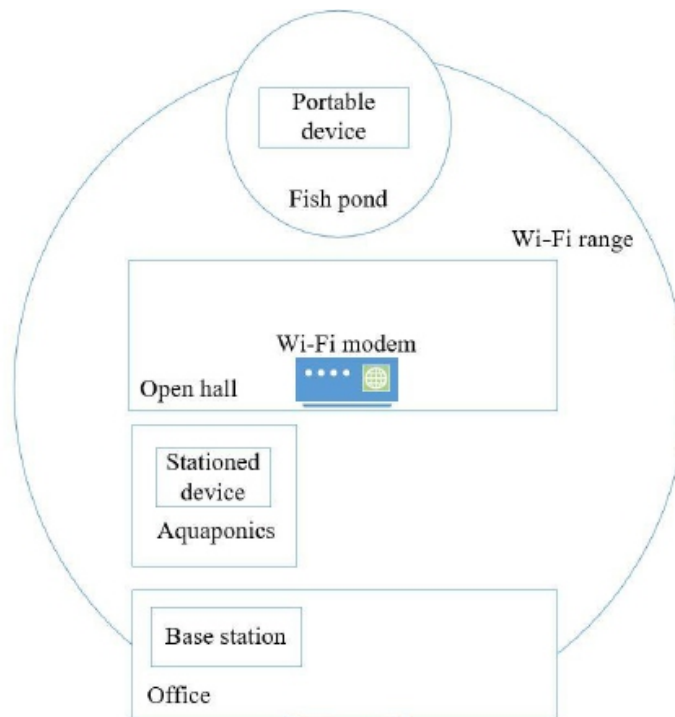 Portable
device
Fish pond
Wi-Fi range
Wi-Fi modem
Open hall
Stationed
device
Aquaponics
Base station
Office